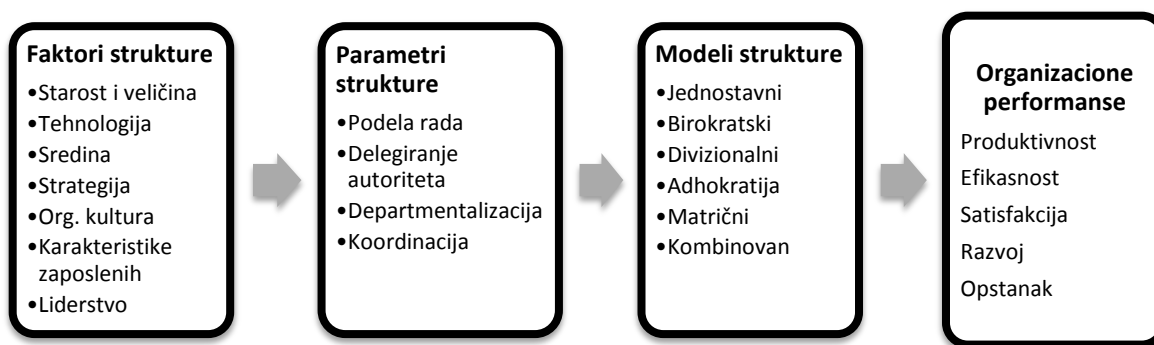 Faktori strukture
•Starost i veličina
•Tehnologija
•Sredina
•Strategija
•Org. kultura
•Karakteristike
zaposlenih
•Liderstvo
Parametri
strukture
•Podela rada
•Delegiranje
autoriteta
•Departmentalizacija
•Koordinacija
Modeli strukture
•Jednostavni
•Birokratski
•Divizionalni
•Adhokratija
•Matrični
•Kombinovan
Organizacione
performanse
Produktivnost
Efikasnost
Satisfakcija
Razvoj
Opstanak